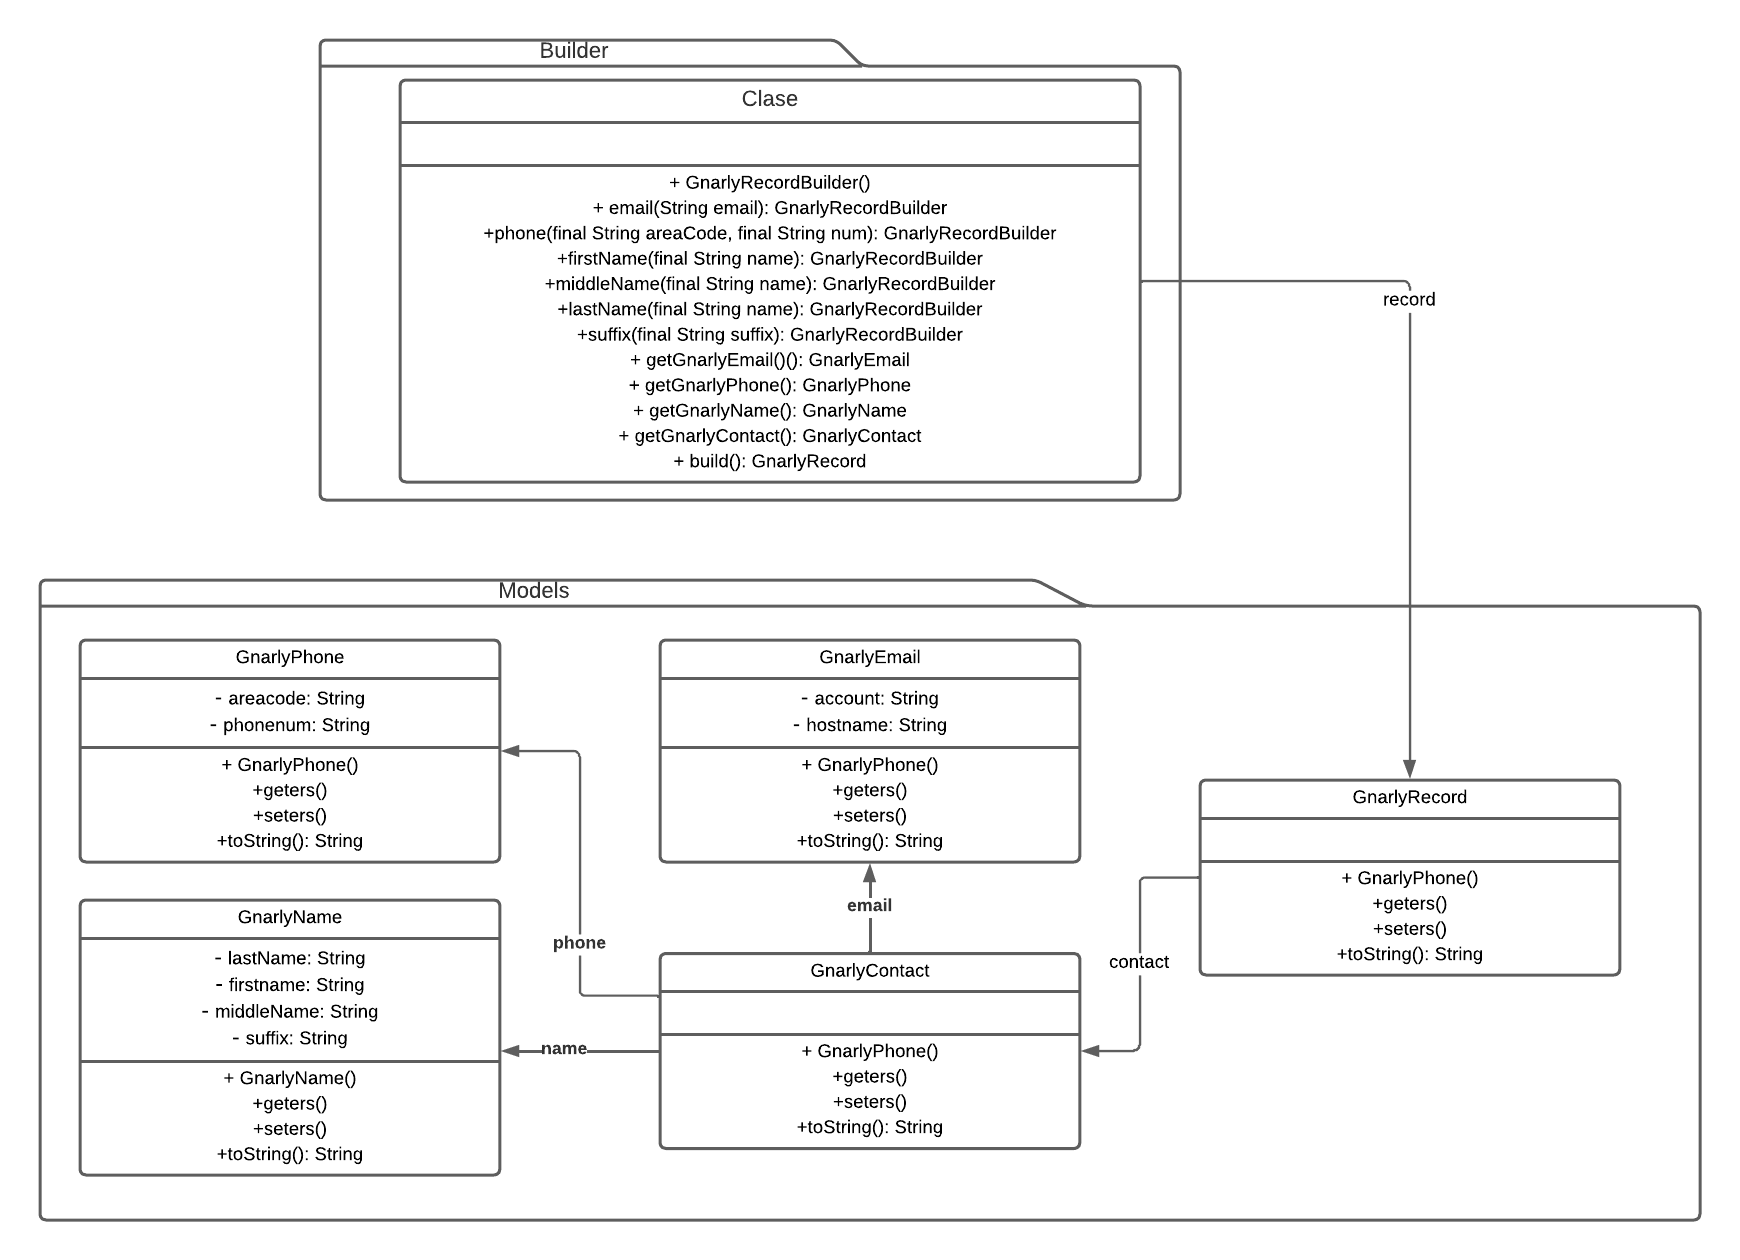 Builder
Clase
+ GnarlyRecordBuilder()
+ email(String email): GnarlyRecordBuilder
+phone(final String areaCode, final String num): GnarlyRecordBuilder
+firstName(final String name): GnarlyRecordBuilder
+middleName(final String name): GnarlyRecordBuilder
+lastName(final String name): GnarlyRecordBuilder
+suffix(final String suffix): GnarlyRecordBuilder
+ getGnarlyEmail()(): GnarlyEmail
+ getGnarlyPhone(): GnarlyPhone
+ getGnarlyName(): GnarlyName
+ getGnarlyContact(): GnarlyContact
+ build(): GnarlyRecord
record
Models
GnarlyPhone
- areacode: String
- phonenum: String
+ GnarlyPhone()
+geters()
+seters()
+toString(): String
GnarlyEmail
- account: String
- hostname: String
+ GnarlyPhone()
+geters()
+seters()
+toString(): String
GnarlyRecord
+ GnarlyPhone()
+geters()
+seters()
+toString(): String
email
phone
contact
GnarlyName
- lastName: String
- firstname: String
- middleName: String
- suffix: String
+ GnarlyName()
+geters()
+seters()
+toString(): String
name
GnarlyContact
+ GnarlyPhone()
+geters()
+seters()
+toString(): String